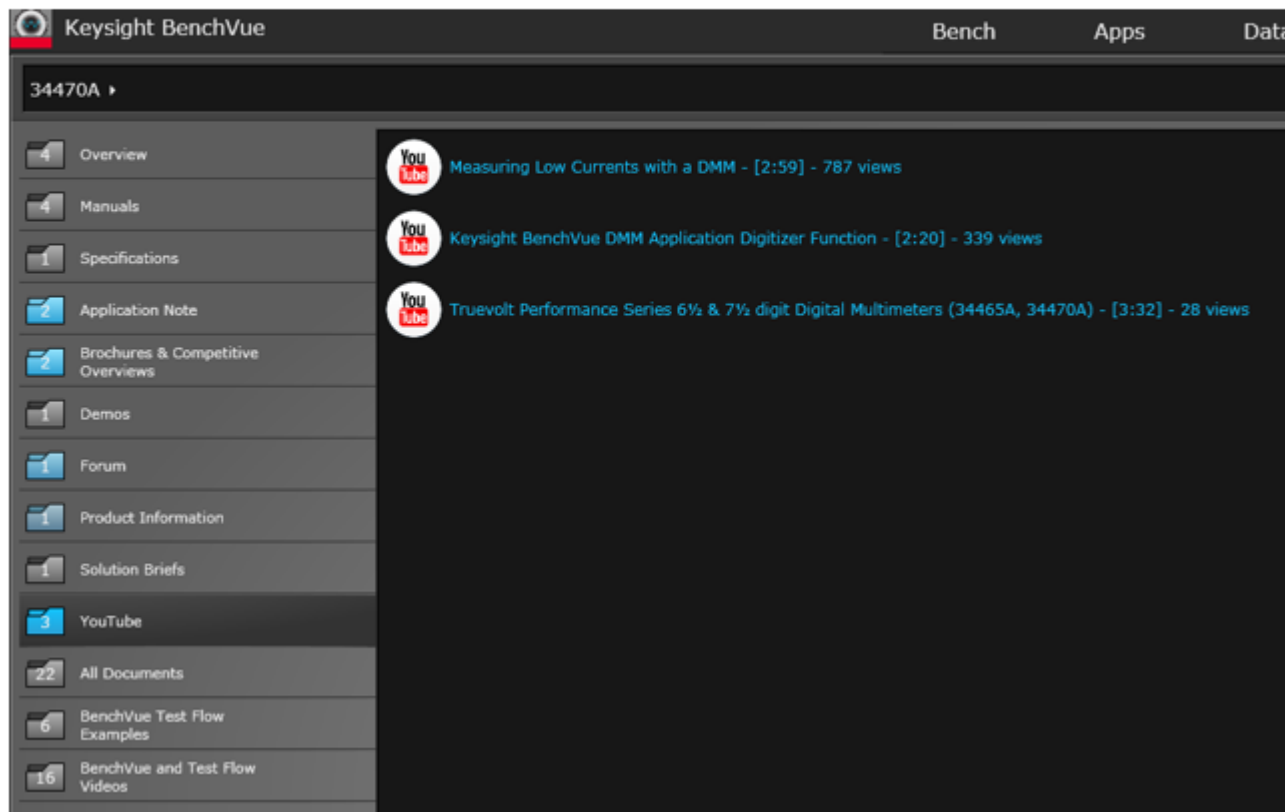 Keysight BenchVue
Bench
Apps
Data
34470A
4 Overview
4 Manuals
1 Specifications
2 Application Note
2 Brochures & Competitive
Overviews
1 Demos
1 Forum
1 Product Information
1 Solution Briefs
3 YouTube
22 All Documents
6 BenchVue Test Flow
Examples
16 BenchVue and Test Flow
Videos
You
Tube
Measuring Low Currents with a DMM - [2:59] - 787 views
You
Tube
Keysight BenchVue DMM Application Digitizer Function - [2:20] - 339 views
You
Tube
Truevolt Performance Series 6½ & 7½ digit Digital Multimeters (34465A, 34470A) - [3:32] - 28 views